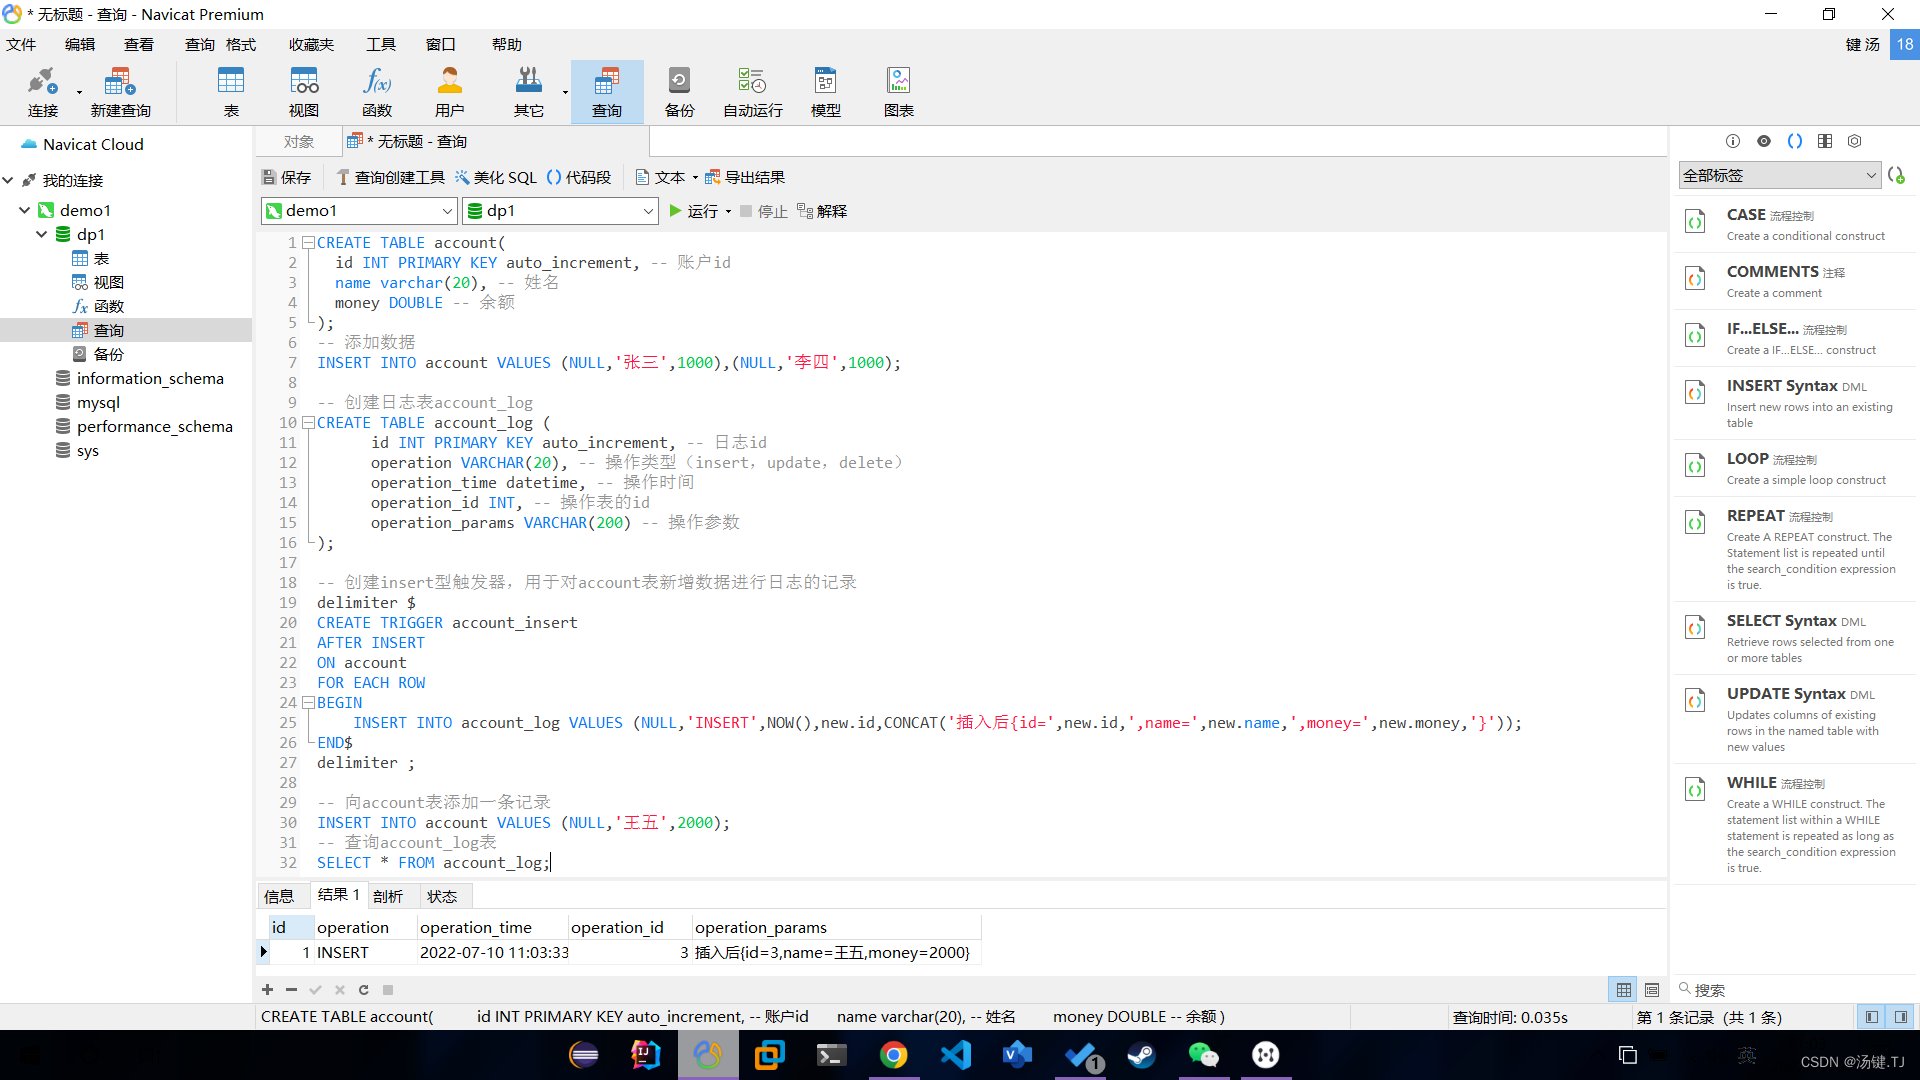 * 无标题 - 查询 - Navicat Premium
文件 编辑 查看 查询 格式 收藏夹 工具 窗口 帮助 键 汤 18
连接 新建查询 表 视图 函数 用户 其它 查询 备份 自动运行 模型 图表
Navicat Cloud
我的连接
demo1
dp1
表
视图
函数
查询
备份
information_schema
mysql
performance_schema
sys
对象 * 无标题 - 查询
保存 查询创建工具 美化 SQL 代码段 文本 导出结果
demo1 dp1 运行 停止 解释
1 CREATE TABLE account(
2 id INT PRIMARY KEY auto_increment, -- 账户id
3 name varchar(20), -- 姓名
4 money DOUBLE -- 余额
5 );
6 -- 添加数据
7 INSERT INTO account VALUES (NULL,'张三',1000),(NULL,'李四',1000);
8
9 -- 创建日志表account_log
10 CREATE TABLE account_log (
11 id INT PRIMARY KEY auto_increment, -- 日志id
12 operation VARCHAR(20), -- 操作类型（insert，update，delete）
13 operation_time datetime, -- 操作时间
14 operation_id INT, -- 操作表的id
15 operation_params VARCHAR(200) -- 操作参数
16 );
17
18 -- 创建insert型触发器，用于对account表新增数据进行日志的记录
19 delimiter $
20 CREATE TRIGGER account_insert
21 AFTER INSERT
22 ON account
23 FOR EACH ROW
24 BEGIN
25 INSERT INTO account_log VALUES (NULL,'INSERT',NOW(),new.id,CONCAT('插入后{id=',new.id,',name=',new.name,',money=',new.money,'}'));
26 END$
27 delimiter ;
28
29 -- 向account表添加一条记录
30 INSERT INTO account VALUES (NULL,'王五',2000);
31 -- 查询account_log表
32 SELECT * FROM account_log;
信息 结果 1 剖析 状态
id operation operation_time operation_id operation_params
1 INSERT 2022-07-10 11:03:33 3 插入后{id=3,name=王五,money=2000}
CREATE TABLE account( id INT PRIMARY KEY auto_increment, -- 账户id name varchar(20), -- 姓名 money DOUBLE -- 余额 ) 查询时间: 0.035s 第 1 条记录 (共 1 条)
全部标签
CASE 流程控制
Create a conditional construct
COMMENTS 注释
Create a comment
IF...ELSE... 流程控制
Create a IF...ELSE... construct
INSERT Syntax DML
Insert new rows into an existing
table
LOOP 流程控制
Create a simple loop construct
REPEAT 流程控制
Create A REPEAT construct. The
Statement list is repeated until
the search_condition expression
is true.
SELECT Syntax DML
Retrieve rows selected from one
or more tables
UPDATE Syntax DML
Updates columns of existing
rows in the named table with
new values
WHILE 流程控制
Create a WHILE construct. The
statement list within a WHILE
statement is repeated as long as
the search_condition expression
is true.
搜索
1
英
CSDN @汤键.TJ